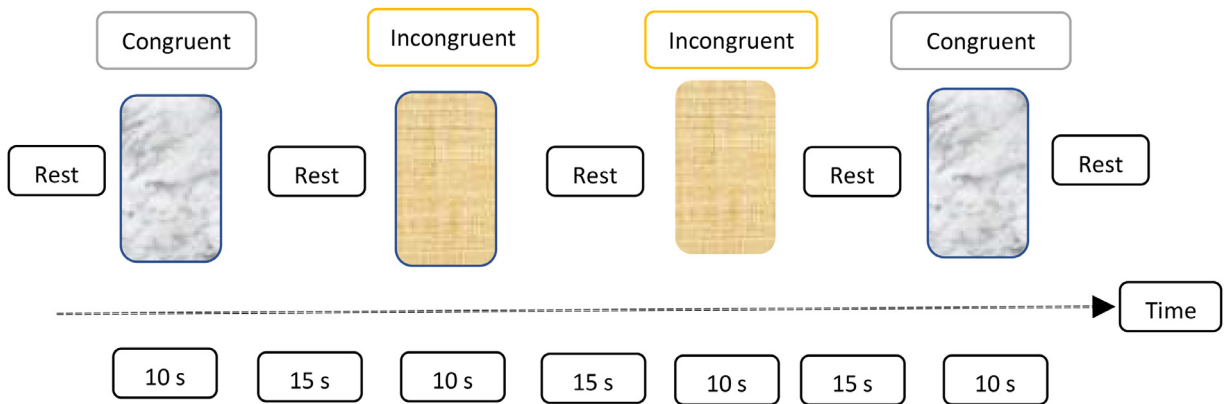 Congruent
Incongruent
Incongruent
Congruent
Rest
Rest
Rest
Rest
Rest
Time
10 s
15 s
10 s
15 s
10 s
15 s
10 s